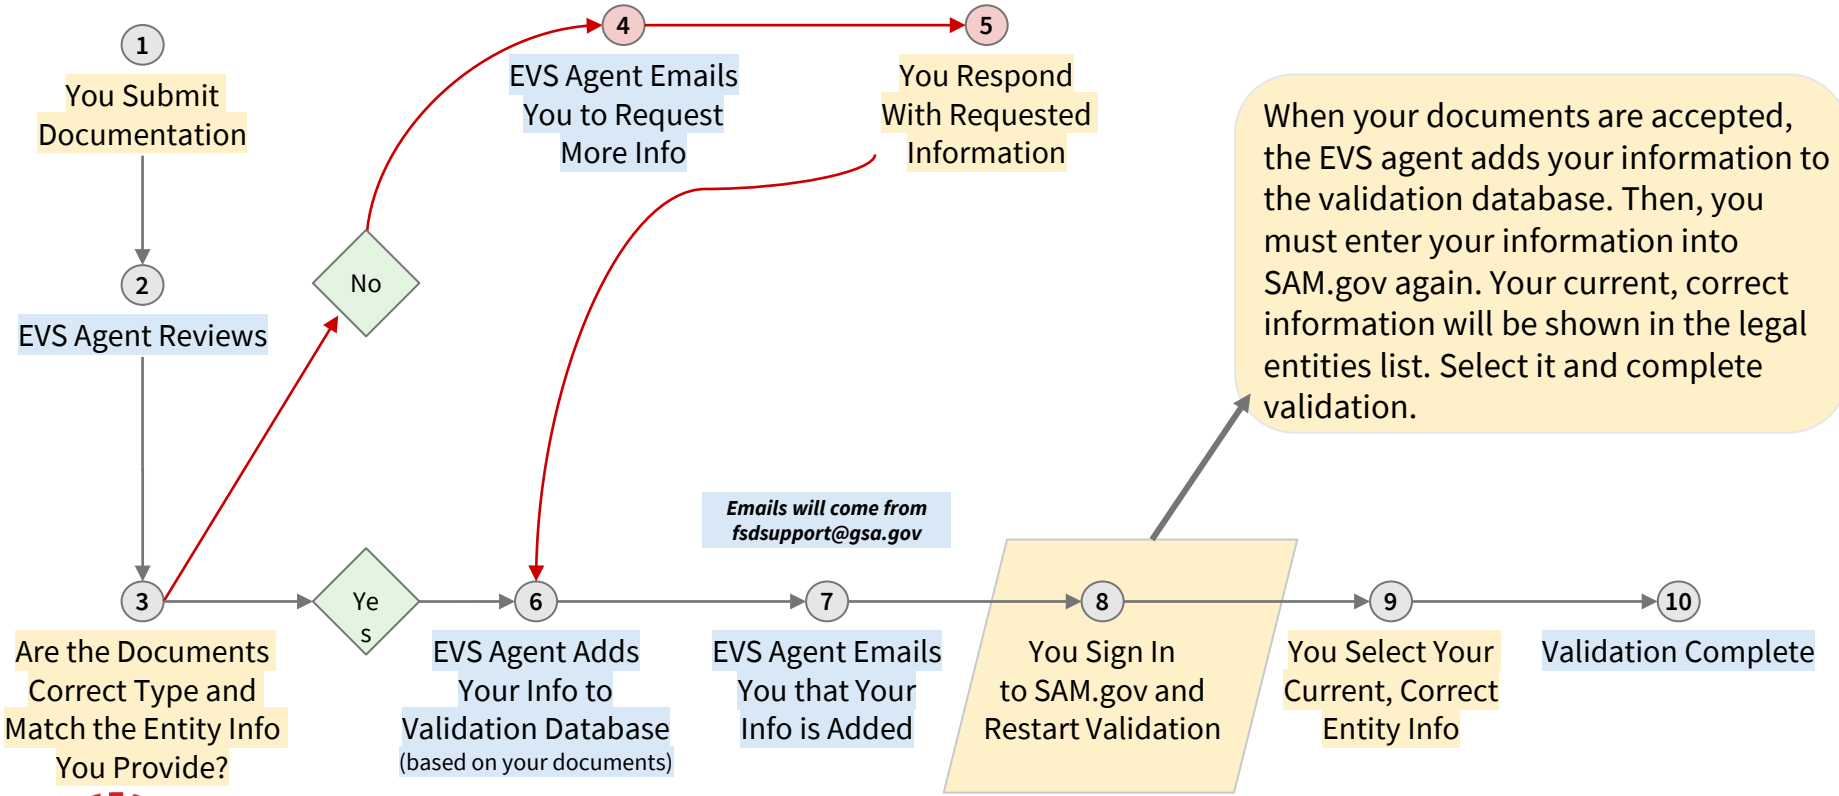 1
You Submit
Documentation
2
EVS Agent Reviews
3
Are the Documents
Correct Type and
Match the Entity Info
You Provide?
No
Ye
s
4
EVS Agent Emails
You to Request
More Info
5
You Respond
With Requested
Information
6
EVS Agent Adds
Your Info to
Validation Database
(based on your documents)
Emails will come from
fsdsupport@gsa.gov
7
EVS Agent Emails
You that Your
Info is Added
8
You Sign In
to SAM.gov and
Restart Validation
When your documents are accepted,
the EVS agent adds your information to
the validation database. Then, you
must enter your information into
SAM.gov again. Your current, correct
information will be shown in the legal
entities list. Select it and complete
validation.
9
You Select Your
Current, Correct
Entity Info
10
Validation Complete